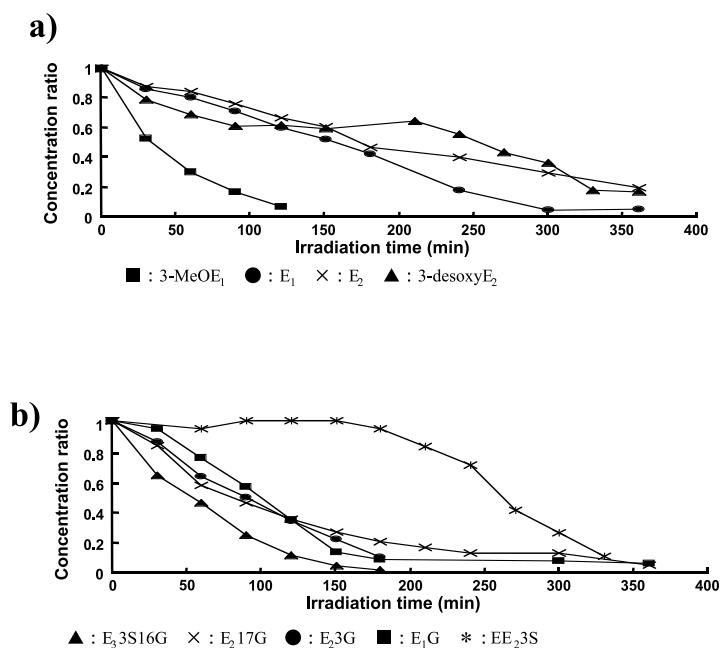 a)
Concentration ratio
1
0.8
0.6
0.4
0.2
0
0 50 100 150 200 250 300 350 400
Irradiation time (min)
■ : 3-MeOE₁ ● : E₁ × : E₂ ▲ : 3-desoxyE₂
b)
Concentration ratio
1
0.8
0.6
0.4
0.2
0
0 50 100 150 200 250 300 350 400
Irradiation time (min)
▲ : E₃3S16G × : E₂17G ● : E₂3G ■ : E₁G * : EE₂3S